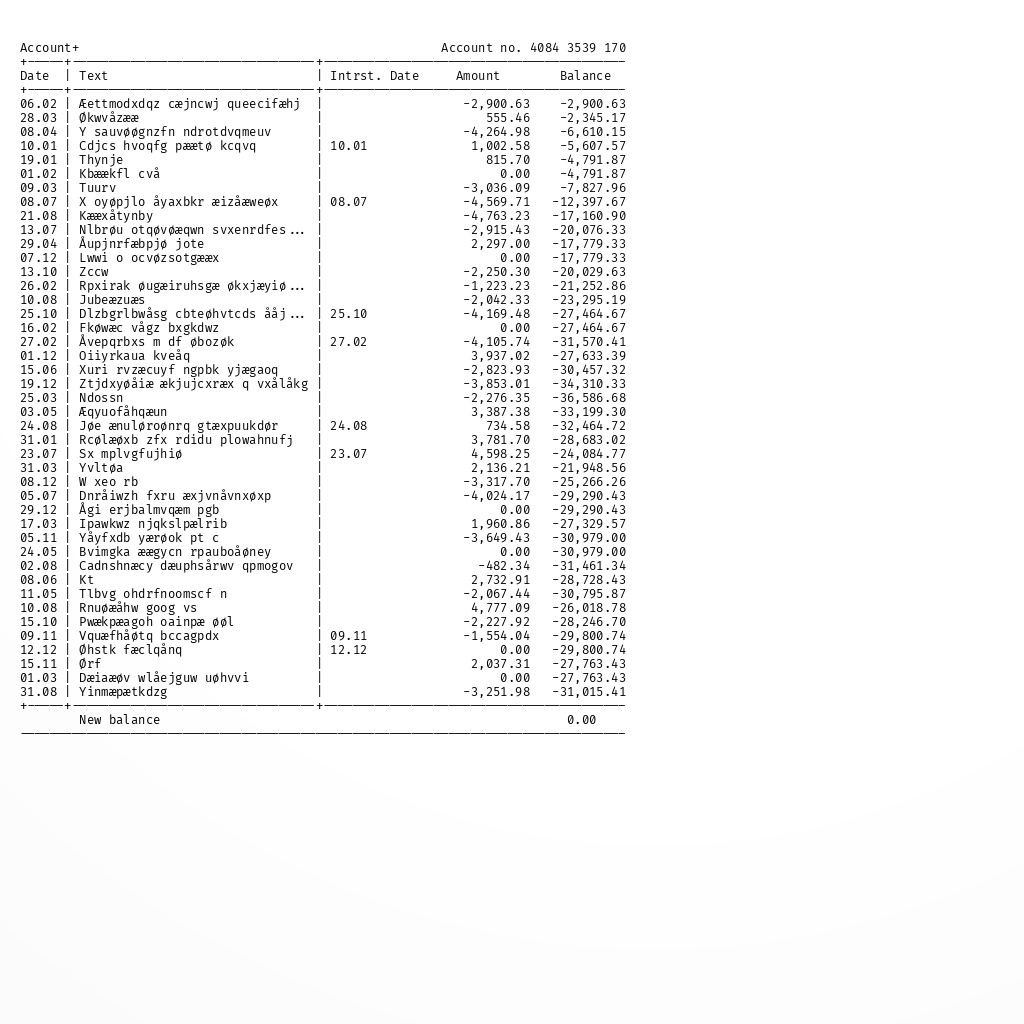 Account+ Account no. 4084 3539 170
Date | Text | Intrst. Date Amount Balance
06.02 | Æettmodxdqz cæjncwj queecifæhj | -2,900.63 -2,900.63
28.03 | Økwvåzææ | 555.46 -2,345.17
08.04 | Y sauvøøgnzfn ndrotdvqmeuv | -4,264.98 -6,610.15
10.01 | Cdjcs hvoqfg pæætø kcqvq | 10.01 1,002.58 -5,607.57
19.01 | Thynje | 815.70 -4,791.87
01.02 | Kbæækfl cvå | 0.00 -4,791.87
09.03 | Tuurv | -3,036.09 -7,827.96
08.07 | X oyøpjlo åyaxbkr æizåæweøx | 08.07 -4,569.71 -12,397.67
21.08 | Kææxåtynby | -4,763.23 -17,160.90
13.07 | Nlbrøu otqøvøæqwn svxenrdfes... | -2,915.43 -20,076.33
29.04 | Åupjnrfæbpjø jote | 2,297.00 -17,779.33
07.12 | Lwwi o ocvøzsotgææx | 0.00 -17,779.33
13.10 | Zccw | -2,250.30 -20,029.63
26.02 | Rpxirak øugæiruhsgæ økxjæyiø... | -1,223.23 -21,252.86
10.08 | Jubeæzuæs | -2,042.33 -23,295.19
25.10 | Dlzbgrlbwåsg cbteøhvtcds ååj... | 25.10 -4,169.48 -27,464.67
16.02 | Fkøwæc vågz bxgkdwz | 0.00 -27,464.67
27.02 | Åvepqrbxs m df øbozøk | 27.02 -4,105.74 -31,570.41
01.12 | Oiiyrkaua kveåq | 3,937.02 -27,633.39
15.06 | Xuri rvzæcuyf ngpbk yjægaoq | -2,823.93 -30,457.32
19.12 | Ztjdxyøåiæ ækjujcxræx q vxålåkg | -3,853.01 -34,310.33
25.03 | Ndossn | -2,276.35 -36,586.68
03.05 | Æqyuofåhqæun | 3,387.38 -33,199.30
24.08 | Jøe ænuløroønrq gtæxpuukdør | 24.08 734.58 -32,464.72
31.01 | Rcølæøxb zfx rdidu plowahnufj | 3,781.70 -28,683.02
23.07 | Sx mplvgfujhiø | 23.07 4,598.25 -24,084.77
31.03 | Yvltøa | 2,136.21 -21,948.56
08.12 | W xeo rb | -3,317.70 -25,266.26
05.07 | Dnråiwzh fxru æxjvnåvnxøxp | -4,024.17 -29,290.43
29.12 | Ågi erjbalmvqæm pgb | 0.00 -29,290.43
17.03 | Ipawkwz njqkslpælrib | 1,960.86 -27,329.57
05.11 | Yåyfxdb yærøok pt c | -3,649.43 -30,979.00
24.05 | Bvimgka æægycn rpauboåøney | 0.00 -30,979.00
02.08 | Cadnshnæcy dæuphsårwv qpmogov | -482.34 -31,461.34
08.06 | Kt | 2,732.91 -28,728.43
11.05 | Tlbvg ohdrfnoomscf n | -2,067.44 -30,795.87
10.08 | Rnuøæåhw goog vs | 4,777.09 -26,018.78
15.10 | Pwækpæagoh oainpæ øøl | -2,227.92 -28,246.70
09.11 | Vquæfhåøtq bccagpdx | 09.11 -1,554.04 -29,800.74
12.12 | Øhstk fæclqånq | 12.12 0.00 -29,800.74
15.11 | Ørf | 2,037.31 -27,763.43
01.03 | Dæiaæøv wlåejguw uøhvvi | 0.00 -27,763.43
31.08 | Yinmæpætkdzg | -3,251.98 -31,015.41
New balance 0.00